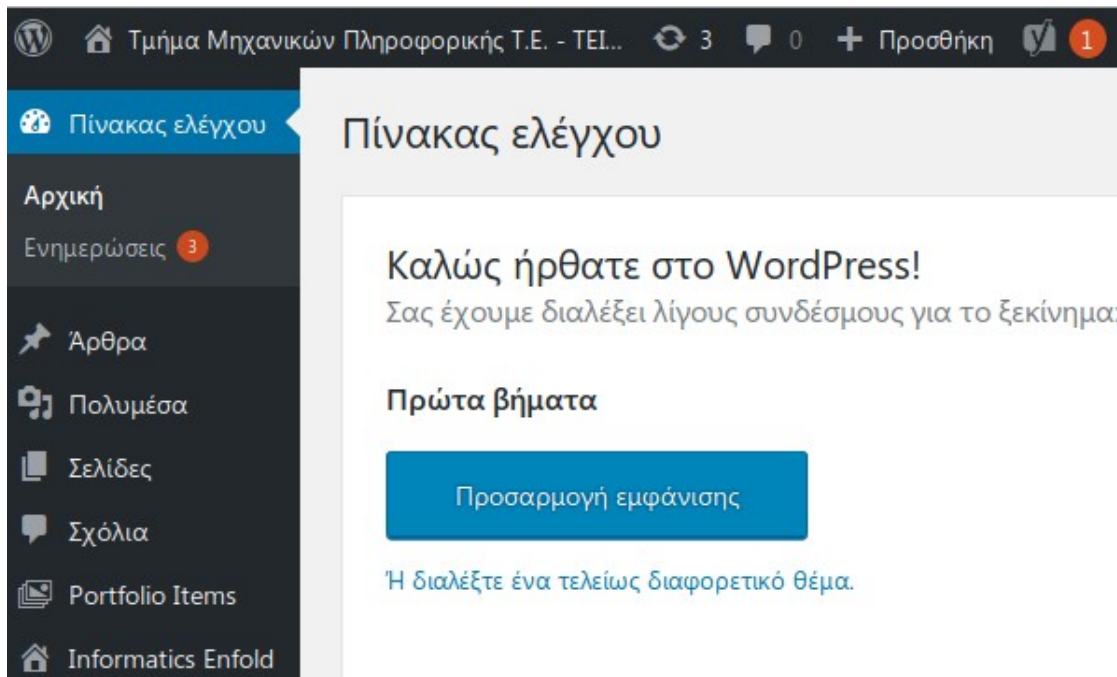 Τμήμα Μηχανικών Πληροφορικής Τ.Ε. - ΤΕΙ... 3 0 + Προσθήκη 1
Πίνακας ελέγχου
Αρχική
Ενημερώσεις 3
Άρθρα
Πολυμέσα
Σελίδες
Σχόλια
Portfolio Items
Informatics Enfold
Πίνακας ελέγχου
Καλώς ήρθατε στο WordPress!
Σας έχουμε διαλέξει λίγους συνδέσμους για το ξεκίνημα:
Πρώτα βήματα
Προσαρμογή εμφάνισης
Ή διαλέξτε ένα τελείως διαφορετικό θέμα.